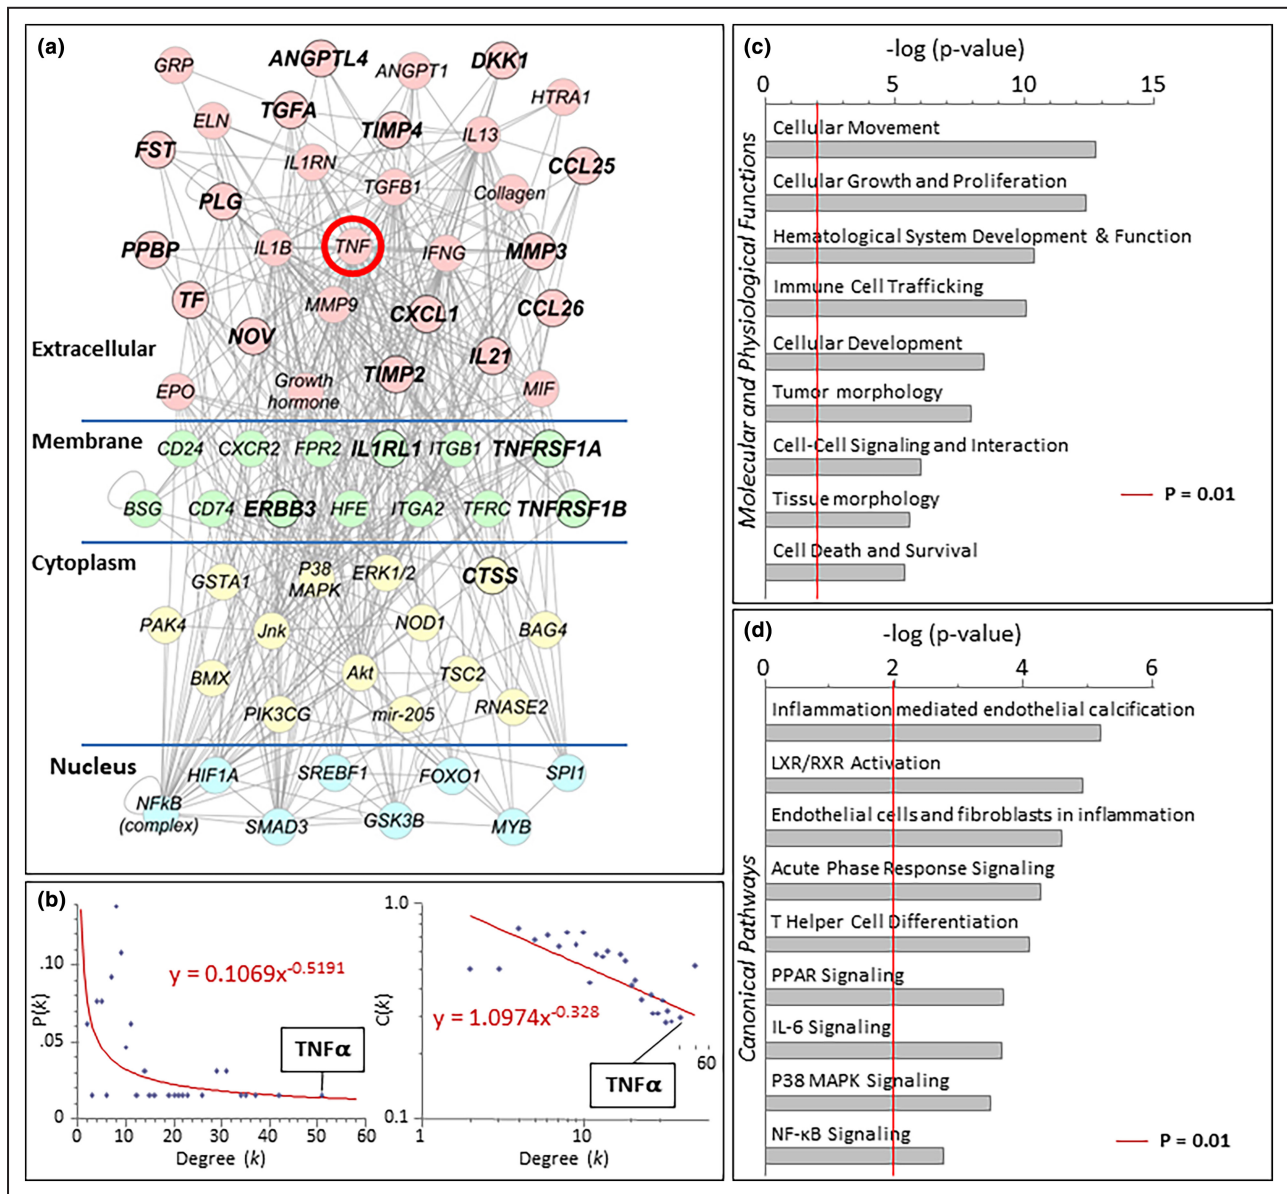 (a)
GRP
ANGPTL4
ANGPT1
DKK1
HTRA1
ELN
TGFA
TIMP4
IL13
FST
IL1RN
CCL25
PLG
TGFB1
Collagen
PPBP
IL1B
TNF
IFNG
MMP3
TF
MMP9
CXCL1
CCL26
NOV
Extracellular
TIMP2
IL21
EPO
Growth
hormone
MIF
Membrane
CD24
CXCR2
FPR2
IL1RL1
ITGB1
TNFRSF1A
BSG
CD74
ERBB3
HFE
ITGA2
TFRC
TNFRSF1B
Cytoplasm
GSTA1
P38
MAPK
ERK1/2
CTSS
PAK4
Jnk
NOD1
BAG4
BMX
Akt
TSC2
PIK3CG
mir-205
RNASE2
Nucleus
HIF1A
SREBF1
FOXO1
SPI1
NFkB
(complex)
SMAD3
GSK3B
MYB
(b)
P(k)
.10
.05
0
y = 0.1069x-0.5191
TNFα
0 10 20 30 40 50 60
Degree (k)
C(k)
1.0
0.1
y = 1.0974x-0.328
60
TNFα
1 10
Degree (k)
(c)
-log (p-value)
0 5 10 15
Molecular and Physiological Functions
Cellular Movement
Cellular Growth and Proliferation
Hematological System Development & Function
Immune Cell Trafficking
Cellular Development
Tumor morphology
Cell-Cell Signaling and Interaction
Tissue morphology
Cell Death and Survival
P = 0.01
(d)
-log (p-value)
0 2 4 6
Canonical Pathways
Inflammation mediated endothelial calcification
LXR/RXR Activation
Endothelial cells and fibroblasts in inflammation
Acute Phase Response Signaling
T Helper Cell Differentiation
PPAR Signaling
IL-6 Signaling
P38 MAPK Signaling
NF-κB Signaling
P = 0.01